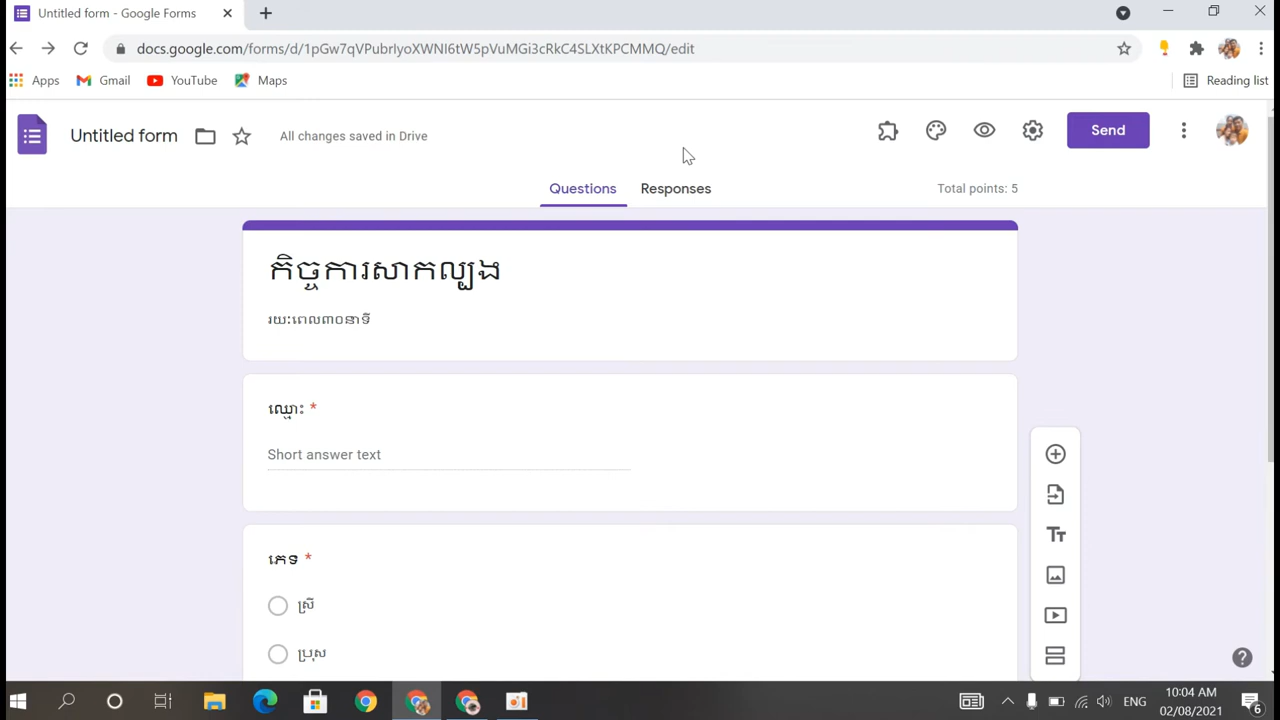 Untitled form - Google Forms
docs.google.com/forms/d/1pGw7qVPubrIyoXWNI6tW5pVuMGi3cRkC4SLXtKPCMMQ/edit
Apps Gmail YouTube Maps Reading list
Untitled form All changes saved in Drive Send
Questions Responses Total points: 5
កិច្ចការសាកល្បង
រយ:ពេល៣០នាទី
ឈ្មោះ *
Short answer text
ភេទ *
ស្រី
ប្រុស
ENG 10:04 AM
02/08/2021 6